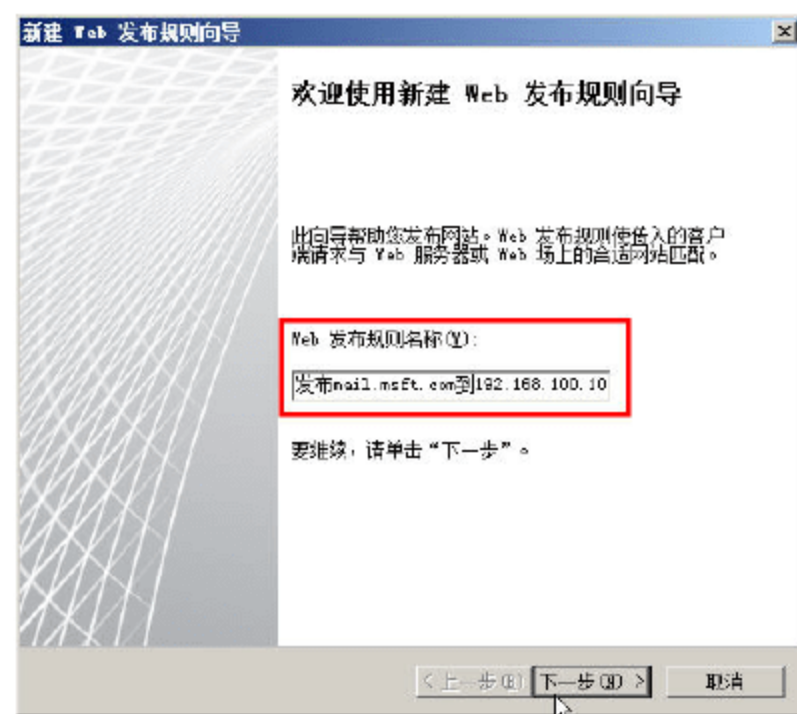 新建 Web 发布规则向导
欢迎使用新建 Web 发布规则向导
此向导帮助您发布网站。Web 发布规则使传入的客户
端请求与 Web 服务器或 Web 场上的合适网站匹配。
Web 发布规则名称(W):
发布mail.msft.com到192.168.100.10
要继续，请单击“下一步”。
<上一步(B)
下一步(N) >
取消